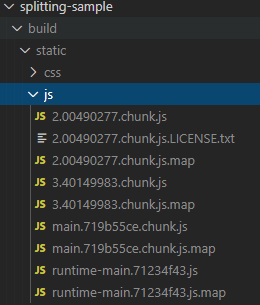 splitting-sample
build
static
css
js
JS 2.00490277.chunk.js
2.00490277.chunk.js.LICENSE.txt
JS 2.00490277.chunk.js.map
JS 3.40149983.chunk.js
JS 3.40149983.chunk.js.map
JS main.719b55ce.chunk.js
JS main.719b55ce.chunk.js.map
JS runtime-main.71234f43.js
JS runtime-main.71234f43.js.map